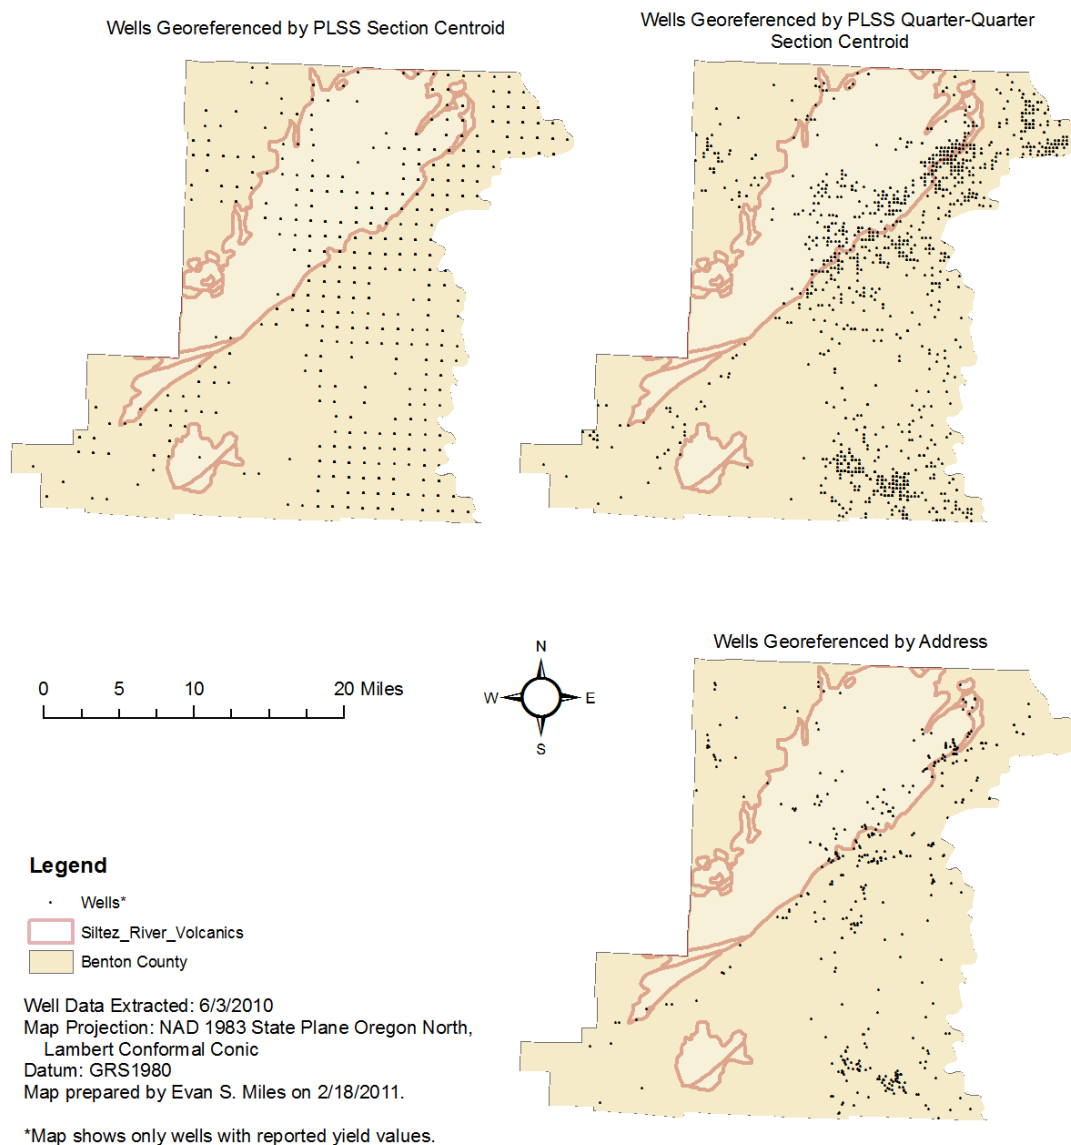 Wells Georeferenced by PLSS Section Centroid
Wells Georeferenced by PLSS Quarter-Quarter
Section Centroid
Wells Georeferenced by Address
0 5 10 20 Miles
N
W E
S
Legend
Wells*
Siltez_River_Volcanics
Benton County
Well Data Extracted: 6/3/2010
Map Projection: NAD 1983 State Plane Oregon North,
Lambert Conformal Conic
Datum: GRS1980
Map prepared by Evan S. Miles on 2/18/2011.
*Map shows only wells with reported yield values.